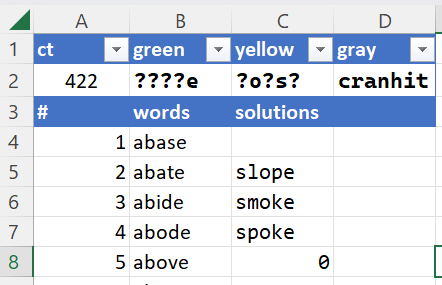 A B C D
1 ct green yellow gray
2 422 ????e ?o?s? cranhit
3 # words solutions
4 1 abase
5 2 abate slope
6 3 abide smoke
7 4 abode spoke
8 5 above 0